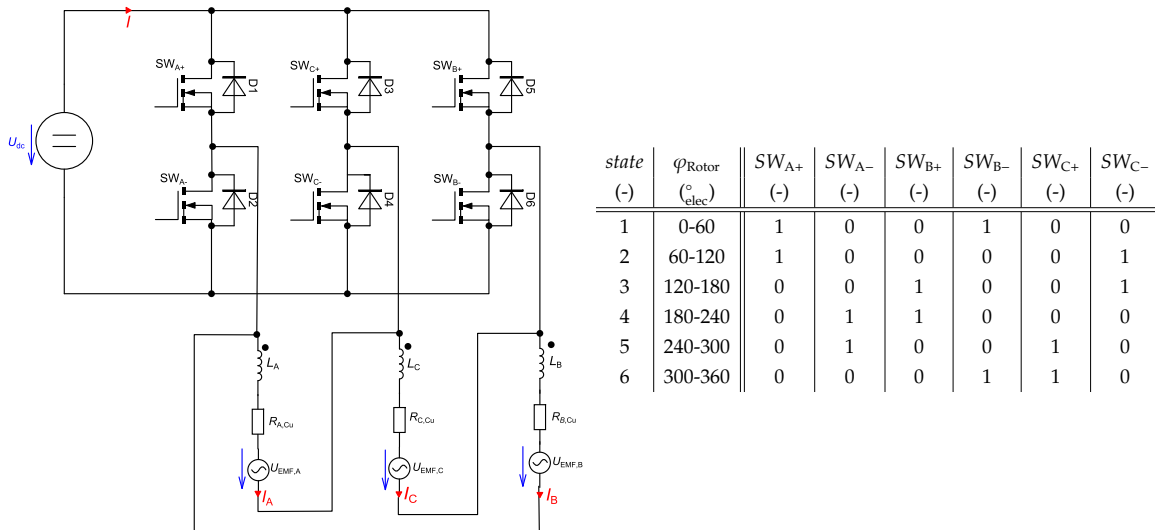 I
SWA+
D1
SWC+
D3
SWB+
D5
Udc
SWA-
D2
SWC-
D4
SWB-
D6
LA
LC
LB
RA,Cu
RC,Cu
RB,Cu
UEMF,A
UEMF,C
UEMF,B
IA
IC
IB
state φRotor SWA+ SWA− SWB+ SWB− SWC+ SWC−
(-) (°elec) (-) (-) (-) (-) (-) (-)
1 0-60 1 0 0 1 0 0
2 60-120 1 0 0 0 0 1
3 120-180 0 0 1 0 0 1
4 180-240 0 1 1 0 0 0
5 240-300 0 1 0 0 1 0
6 300-360 0 0 0 1 1 0